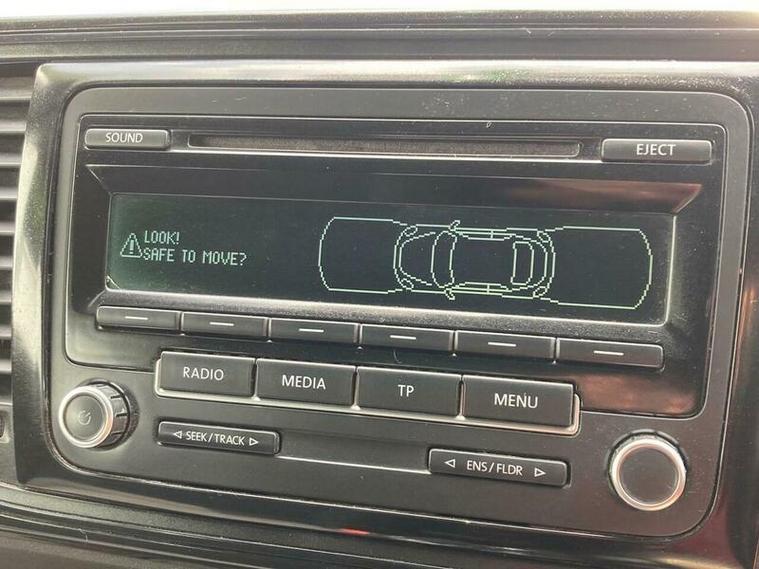 SOUND
EJECT
LOOK!
SAFE TO MOVE?
RADIO
MEDIA
TP
MENU
SEEK/TRACK
ENS/FLDR